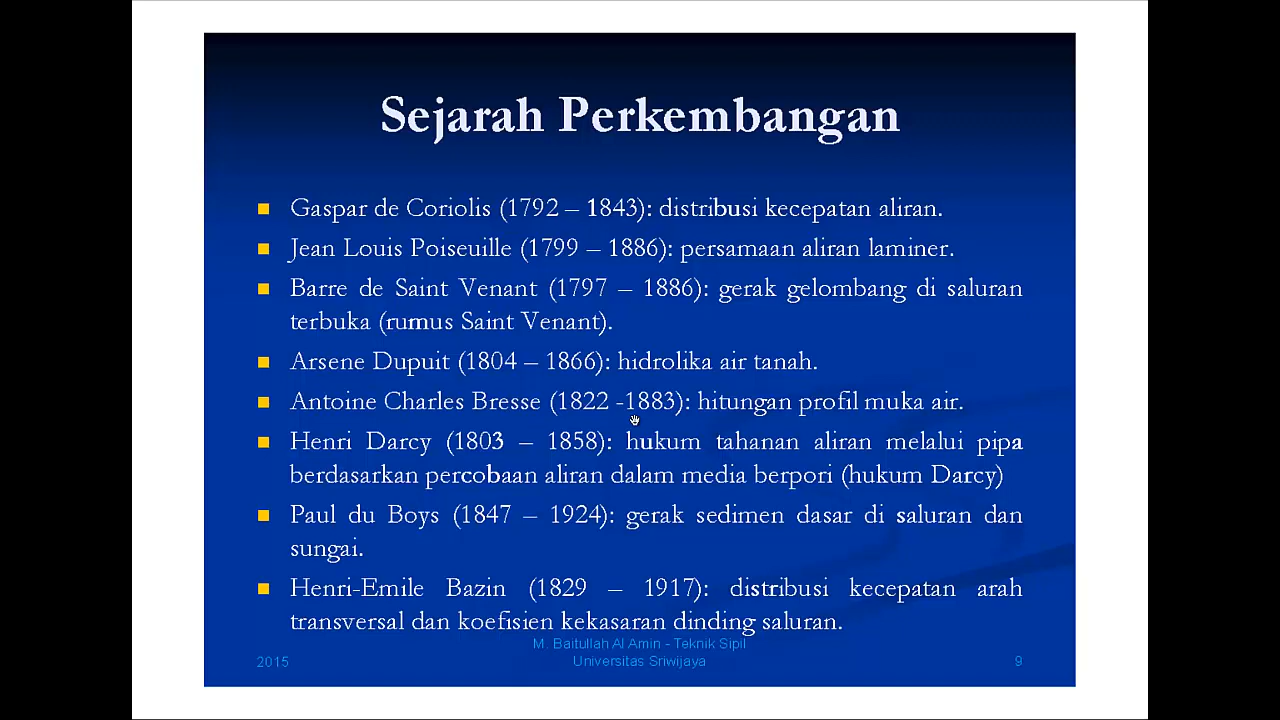 Sejarah Perkembangan
Gaspar de Coriolis (1792 – 1843): distribusi kecepatan aliran.
Jean Louis Poiseuille (1799 – 1886): persamaan aliran laminer.
Barre de Saint Venant (1797 – 1886): gerak gelombang di saluran
terbuka (rumus Saint Venant).
Arsene Dupuit (1804 – 1866): hidrolika air tanah.
Antoine Charles Bresse (1822 -1883): hitungan profil muka air.
Henri Darcy (1803 – 1858): hukum tahanan aliran melalui pipa
berdasarkan percobaan aliran dalam media berpori (hukum Darcy)
Paul du Boys (1847 – 1924): gerak sedimen dasar di saluran dan
sungai.
Henri-Emile Bazin (1829 – 1917): distribusi kecepatan arah
transversal dan koefisien kekasaran dinding saluran.
M. Baitullah Al Amin - Teknik Sipil
2015 Universitas Sriwijaya 9